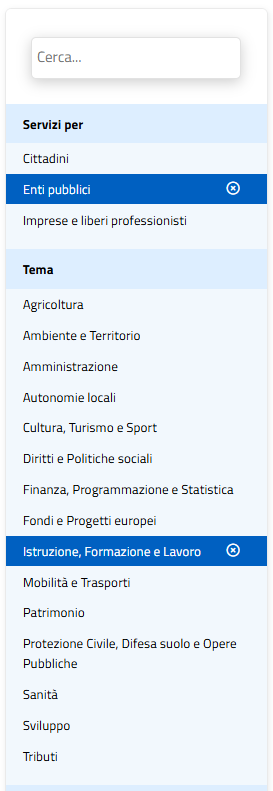 Cerca...
Servizi per
Cittadini
Enti pubblici
Imprese e liberi professionisti
Tema
Agricoltura
Ambiente e Territorio
Amministrazione
Autonomie locali
Cultura, Turismo e Sport
Diritti e Politiche sociali
Finanza, Programmazione e Statistica
Fondi e Progetti europei
Istruzione, Formazione e Lavoro
Mobilità e Trasporti
Patrimonio
Protezione Civile, Difesa suolo e Opere
Pubbliche
Sanità
Sviluppo
Tributi